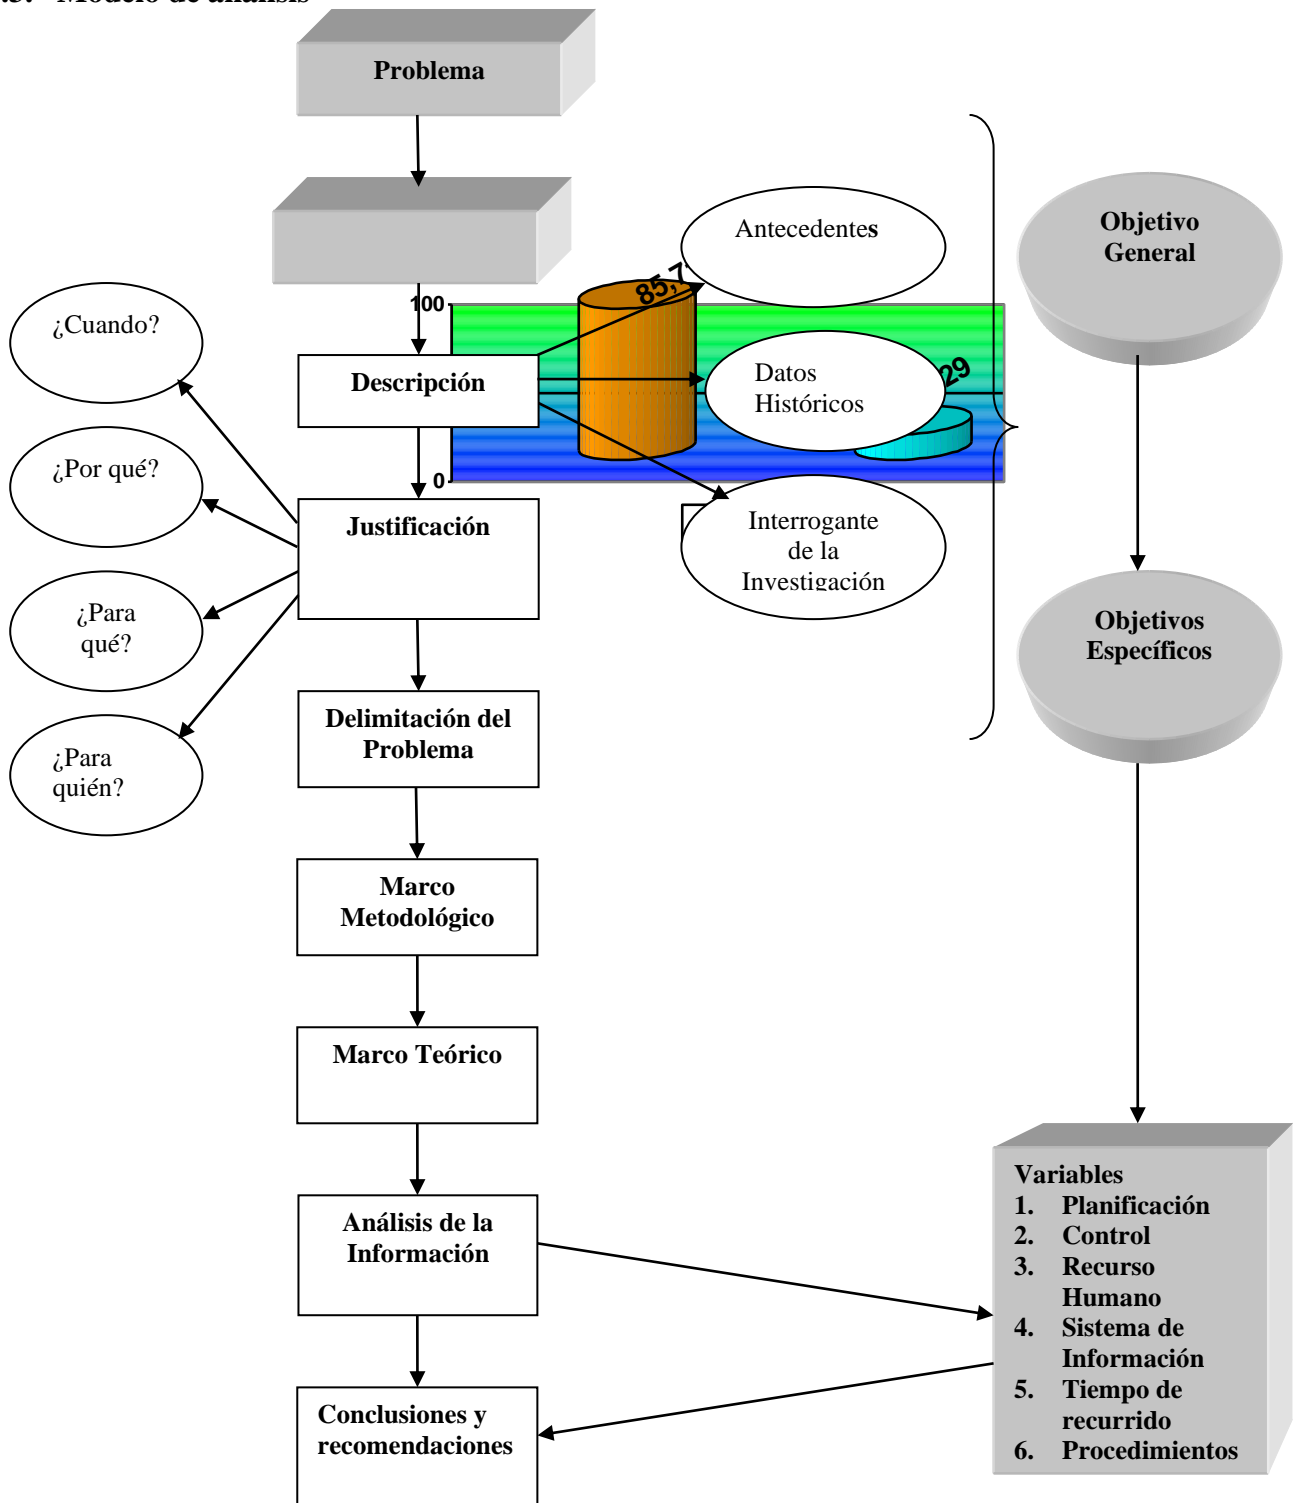 Modelo de análisis
Problema
Antecedentes
Objetivo
General
¿Cuando?
100
85,7
Descripción
Datos
Históricos
29
¿Por qué?
0
Justificación
Interrogante
de la
Investigación
¿Para
qué?
Objetivos
Específicos
Delimitación del
Problema
¿Para
quién?
Marco
Metodológico
Marco Teórico
Análisis de la
Información
Variables
1. Planificación
2. Control
3. Recurso
Humano
4. Sistema de
Información
5. Tiempo de
recurrido
6. Procedimientos
Conclusiones y
recomendaciones